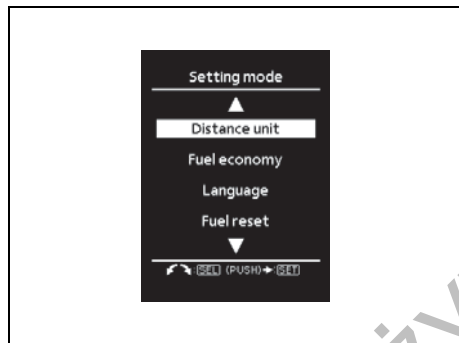 Setting mode
Distance unit
Fuel economy
Language
Fuel reset
:SEL (PUSH) :SET